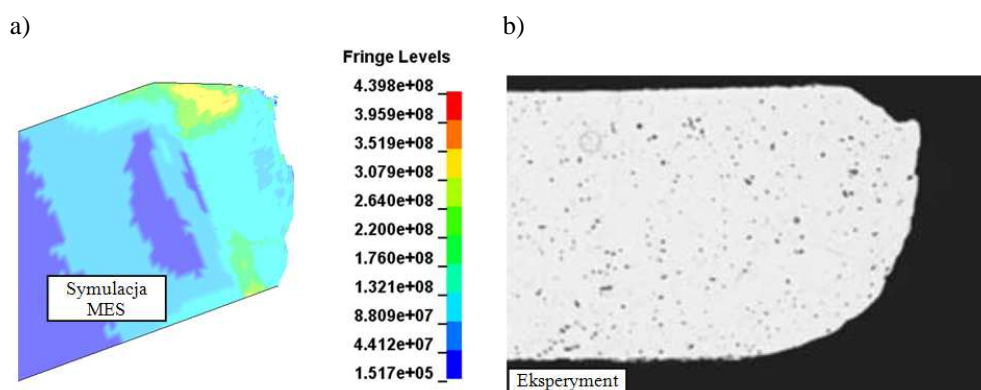 a)
b)
Fringe Levels
4.398e+08
3.959e+08
3.519e+08
3.079e+08
2.640e+08
2.200e+08
1.760e+08
1.321e+08
8.809e+07
4.412e+07
1.517e+05
Symulacja
MES
Eksperyment